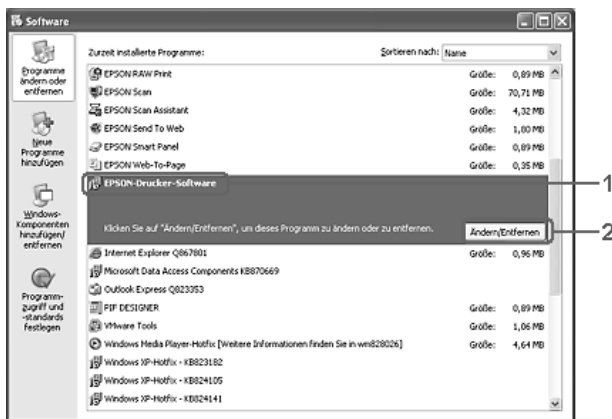 Software
Programme
ändern oder
entfernen
Neue
Programme
hinzufügen
Windows-
Komponenten
hinzufügen/
entfernen
Programm-
zugriff und
-standards
festlegen
Zurzeit installierte Programme:
Sortieren nach: Name
EPSON RAW Print Größe: 0,89 MB
EPSON Scan Größe: 70,71 MB
EPSON Scan Assistant Größe: 4,32 MB
EPSON Send To Web Größe: 1,80 MB
EPSON Smart Panel Größe: 0,89 MB
EPSON Web-To-Page Größe: 0,35 MB
EPSON-Drucker-Software
1
Klicken Sie auf "Ändern/Entfernen", um dieses Programm zu ändern oder zu entfernen.
Ändern/Entfernen
2
Internet Explorer Q867801 Größe: 0,96 MB
Microsoft Data Access Components KB870669
Outlook Express Q823353
PIF DESIGNER Größe: 0,89 MB
VMware Tools Größe: 1,06 MB
Windows Media Player-Hotfix [Weitere Informationen finden Sie in wm828026] Größe: 4,64 MB
Windows XP-Hotfix - KB823182
Windows XP-Hotfix - KB824105
Windows XP-Hotfix - KB824141